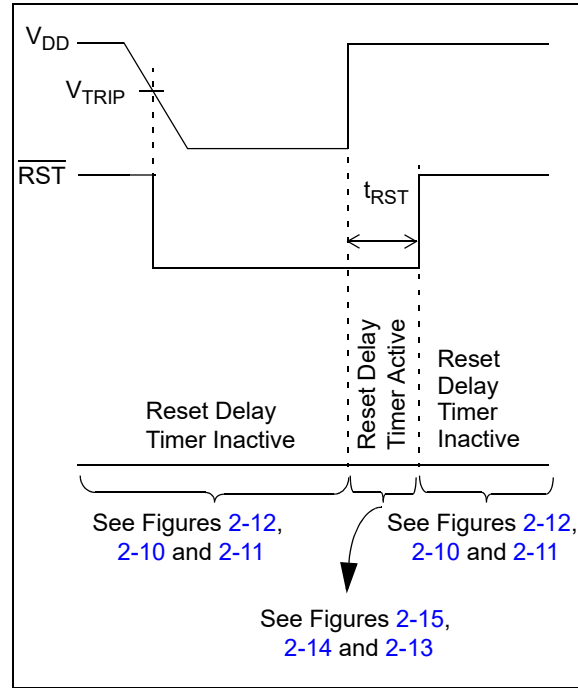 VDD
VTRIP
RST
tRST
Reset Delay
Timer Inactive
Reset Delay
Timer Active
Reset
Delay
Timer
Inactive
See Figures 2-12,
2-10 and 2-11
See Figures 2-12,
2-10 and 2-11
See Figures 2-15,
2-14 and 2-13